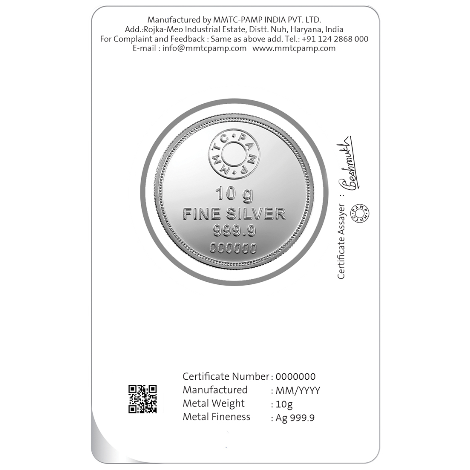 Manufactured by MMTC-PAMP INDIA PVT. LTD.
Add.:Rojka-Meo Industrial Estate, Distt. Nuh, Haryana, India
For Complaint and Feedback : Same as above add. Tel.: +91 124 2868 000
E-mail : info@mmtcpamp.com www.mmtcpamp.com
MMTC·PAMP
10 g
FINE SILVER
999.9
000000
Certificate Assayer :
Certificate Number : 0000000
Manufactured : MM/YYYY
Metal Weight : 10g
Metal Fineness : Ag 999.9